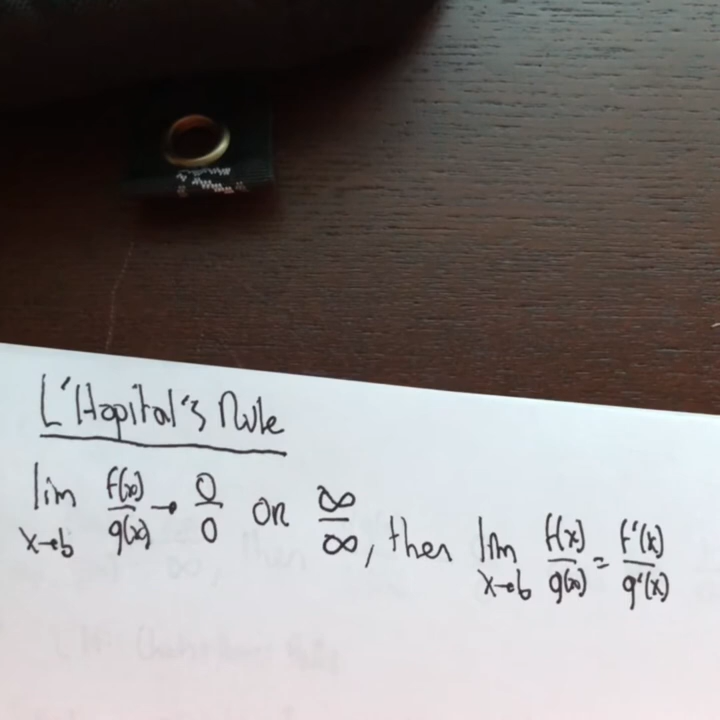 L'Hopital's Rule
lim x→b f(x)/g(x) → 0/0 or ∞/∞, then lim x→b f(x)/g(x) = f'(x)/g'(x)